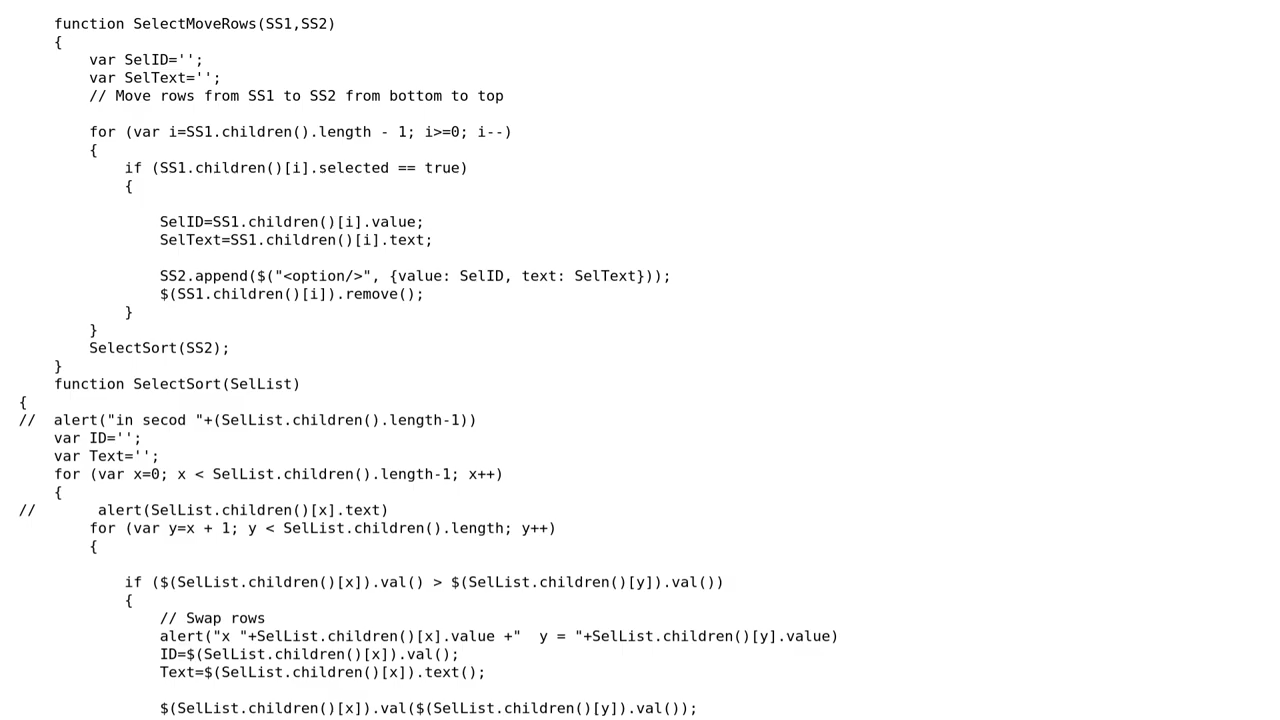 function SelectMoveRows(SS1,SS2)
{
var SelID='';
var SelText='';
// Move rows from SS1 to SS2 from bottom to top
for (var i=SS1.children().length - 1; i>=0; i--)
{
if (SS1.children()[i].selected == true)
{
SelID=SS1.children()[i].value;
SelText=SS1.children()[i].text;
SS2.append($("<option/>", {value: SelID, text: SelText}));
$(SS1.children()[i]).remove();
}
}
SelectSort(SS2);
}
function SelectSort(SelList)
{
//  alert("in secod "+(SelList.children().length-1))
var ID='';
var Text='';
for (var x=0; x < SelList.children().length-1; x++)
{
//       alert(SelList.children()[x].text)
for (var y=x + 1; y < SelList.children().length; y++)
{
if ($(SelList.children()[x]).val() > $(SelList.children()[y]).val())
{
// Swap rows
alert("x "+SelList.children()[x].value +"  y = "+SelList.children()[y].value)
ID=$(SelList.children()[x]).val();
Text=$(SelList.children()[x]).text();
$(SelList.children()[x]).val($(SelList.children()[y]).val());